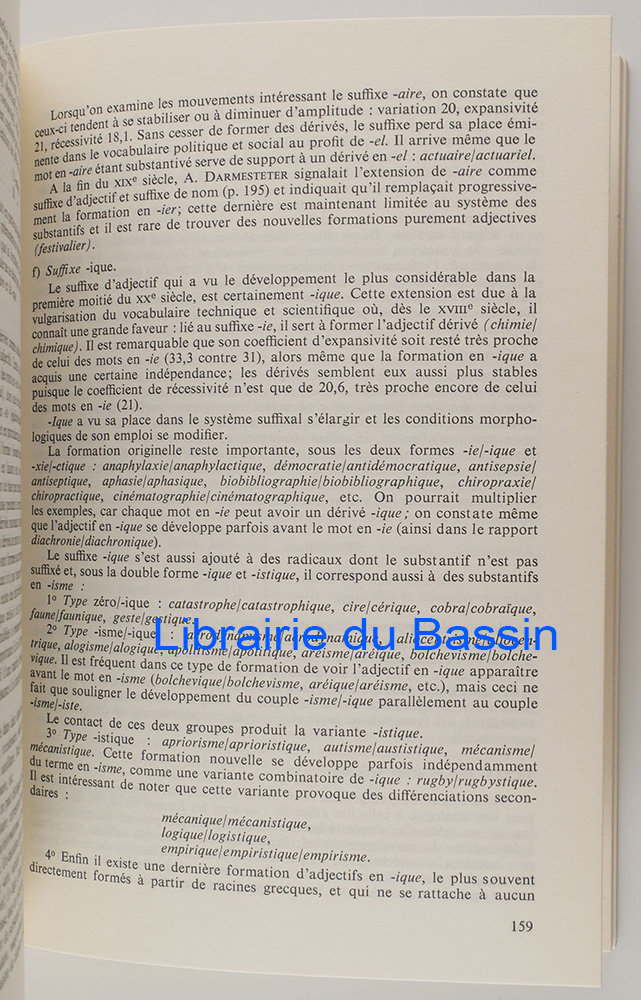 Lorsqu'on examine les mouvements intéressant le suffixe -aire, on constate que
ceux-ci tendent à se stabiliser ou à diminuer d'amplitude : variation 20, expansivité
21, récessivité 18,1. Sans cesser de former des dérivés, le suffixe perd sa place émi-
nente dans le vocabulaire politique et social au profit de -el. Il arrive même que le
mot en -aire étant substantivé serve de support à un dérivé en -el : actuaire/actuariel.
A la fin du XIXe siècle, A. DARMESTETER signalait l'extension de -aire comme
suffixe d'adjectif et suffixe de nom (p. 195) et indiquait qu'il remplaçait progressive-
ment la formation en -ier; cette dernière est maintenant limitée au système des
substantifs et il est rare de trouver des nouvelles formations purement adjectives
(festivalier).
f) Suffixe -ique.
Le suffixe d'adjectif qui a vu le développement le plus considérable dans la
première moitié du XXe siècle, est certainement -ique. Cette extension est due à la
vulgarisation du vocabulaire technique et scientifique où, dès le XVIIIe siècle, il
connaît une grande faveur : lié au suffixe -ie, il sert à former l'adjectif dérivé (chimie/
chimique). Il est remarquable que son coefficient d'expansivité soit resté très proche
de celui des mots en -ie (33,3 contre 31), alors même que la formation en -ique a
acquis une certaine indépendance; les dérivés semblent eux aussi plus stables
puisque le coefficient de récessivité n'est que de 20,6, très proche encore de celui
des mots en -ie (21).
-Ique a vu sa place dans le système suffixal s'élargir et les conditions morpho-
logiques de son emploi se modifier.
La formation originelle reste importante, sous les deux formes -ie/-ique et
-xie/-ctique : anaphylaxie/anaphylactique, démocratie/antidémocratique, antisepsie/
antiseptique, aphasie/aphasique, biobibliographie/biobibliographique, chiropraxie/
chiropractique, cinématographie/cinématographique, etc. On pourrait multiplier
les exemples, car chaque mot en -ie peut avoir un dérivé -ique; on constate même
que l'adjectif en -ique se développe parfois avant le mot en -ie (ainsi dans le rapport
diachronie/diachronique).
Le suffixe -ique s'est aussi ajouté à des radicaux dont le substantif n'est pas
suffixé et, sous la double forme -ique et -istique, il correspond aussi à des substantifs
en -isme :
1° Type zéro/-ique : catastrophe/catastrophique, cire/cérique, cobra/cobraïque,
faune/faunique, geste/gestique.
2° Type -isme/-ique :
Librairie du Bassin
trique, alogisme/alogique, apolitisme/apolitique, aréisme/aréique, bolchevisme/bolche-
vique. Il est fréquent dans ce type de formation de voir l'adjectif en -ique apparaître
avant le mot en -isme (bolchevique/bolchevisme, aréique/aréisme, etc.), mais ceci ne
fait que souligner le développement du couple -isme/-ique parallèlement au couple
-isme/-iste.
Le contact de ces deux groupes produit la variante -istique.
3° Type -istique : apriorisme/aprioristique, autisme/austistique, mécanisme/
mécanistique. Cette formation nouvelle se développe parfois indépendamment
du terme en -isme, comme une variante combinatoire de -ique : rugby/rugbystique.
Il est intéressant de noter que cette variante provoque des différenciations secon-
daires :
mécanique/mécanistique,
logique/logistique,
empirique/empiristique/empirisme.
4° Enfin il existe une dernière formation d'adjectifs en -ique, le plus souvent
directement formés à partir de racines grecques, et qui ne se rattache à aucun
159